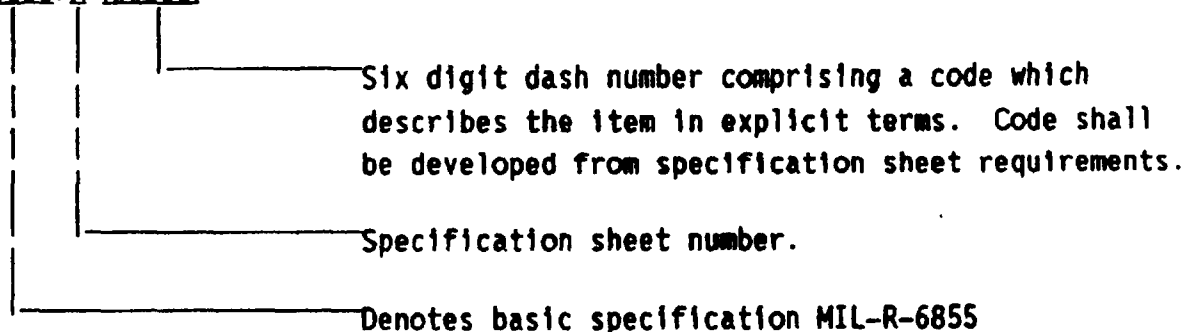 Six digit dash number comprising a code which
describes the item in explicit terms. Code shall
be developed from specification sheet requirements.
Specification sheet number.
Denotes basic specification MIL-R-6855